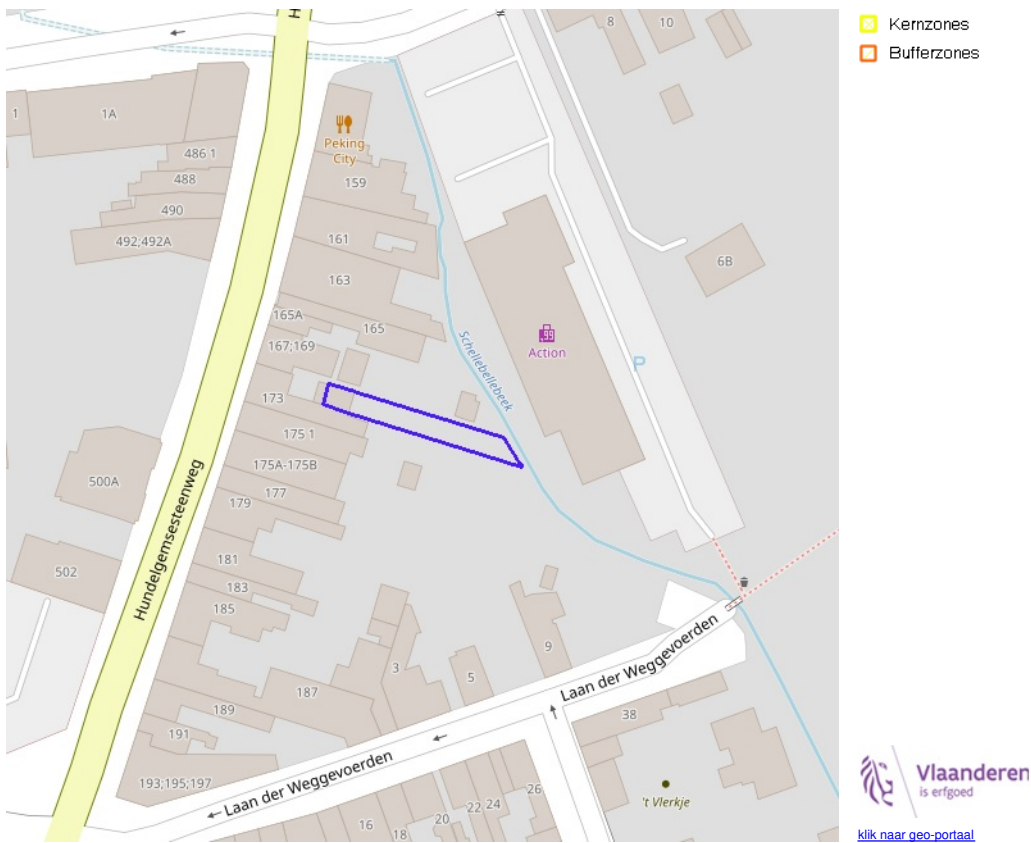 Kernzones
Bufferzones
H
8
10
1
1A
Peking
City
486 1
488
159
490
492;492A
161
6B
163
165A
165
167;169
Action
Schellebellebeek
P
173
175 1
175A-175B
500A
177
179
Hundelgemsesteenweg
181
502
183
185
3
9
5
Laan der Weggevoerden
187
189
38
191
193;195;197
Laan der Weggevoerden
26
24
22
20
16
18
't Vlerkje
Vlaanderen
is erfgoed
klik naar geo-portaal